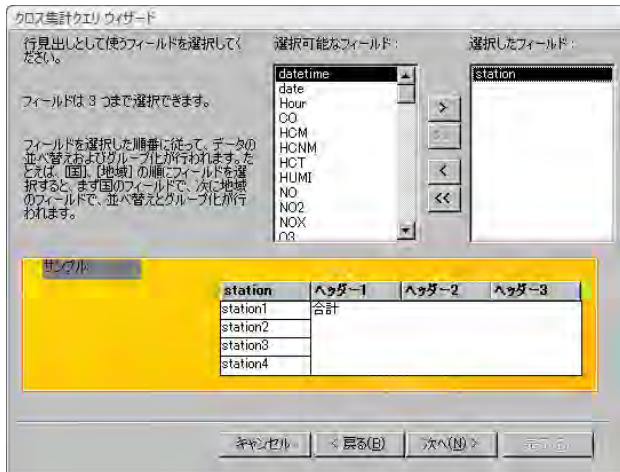 クロス集計クエリ ウィザード
行見出しとして使うフィールドを選択してく
ださい。
フィールドは 3 つまで選択できます。
フィールドを選択した順番に従って、データの
並べ替えおよびグループ化が行われます。た
とえば、[国]、[地域] の順にフィールドを選
択すると、まず国のフィールドで、次に地域
のフィールドで、並べ替えとグループ化が行
われます。
選択可能なフィールド:
datetime
date
Hour
CO
HCM
HCNM
HCT
HUMI
NO
NO2
NOX
O3
>
<
<<
選択したフィールド:
station
サンプル:
station ヘッダー1 ヘッダー2 ヘッダー3
station1 合計
station2
station3
station4
キャンセル
< 戻る(B)
次へ(N) >